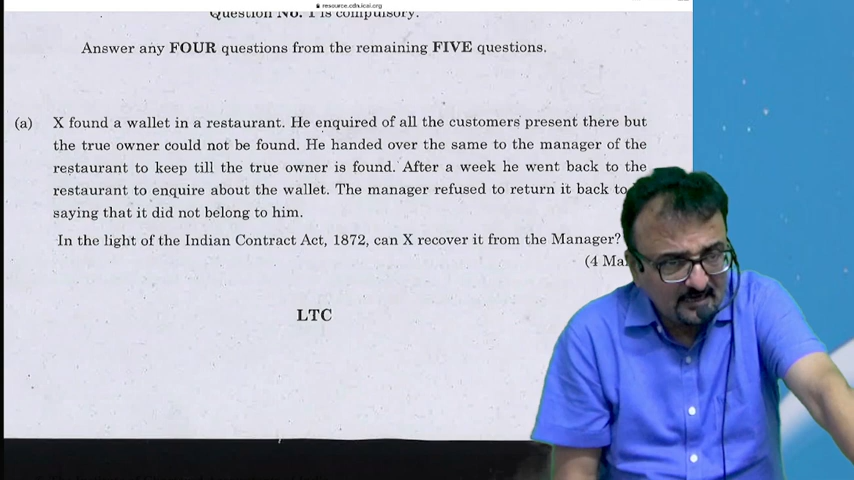 resource.cdn.icai.org
Question No. 1 is compulsory.
Answer any FOUR questions from the remaining FIVE questions.
(a) X found a wallet in a restaurant. He enquired of all the customers present there but
the true owner could not be found. He handed over the same to the manager of the
restaurant to keep till the true owner is found. After a week he went back to the
restaurant to enquire about the wallet. The manager refused to return it back to
saying that it did not belong to him.
In the light of the Indian Contract Act, 1872, can X recover it from the Manager?
(4
LTC